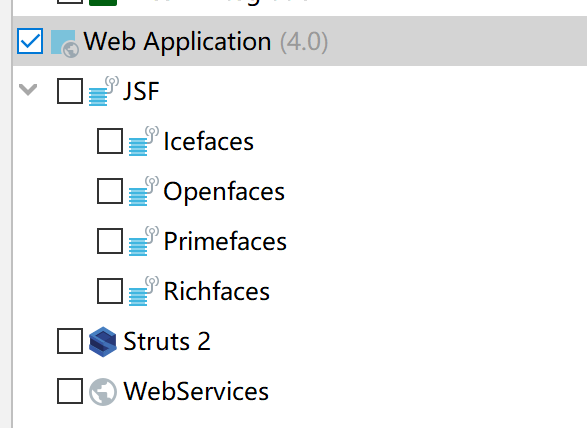 Web Application (4.0)
JSF
Icefaces
Openfaces
Primefaces
Richfaces
Struts 2
WebServices